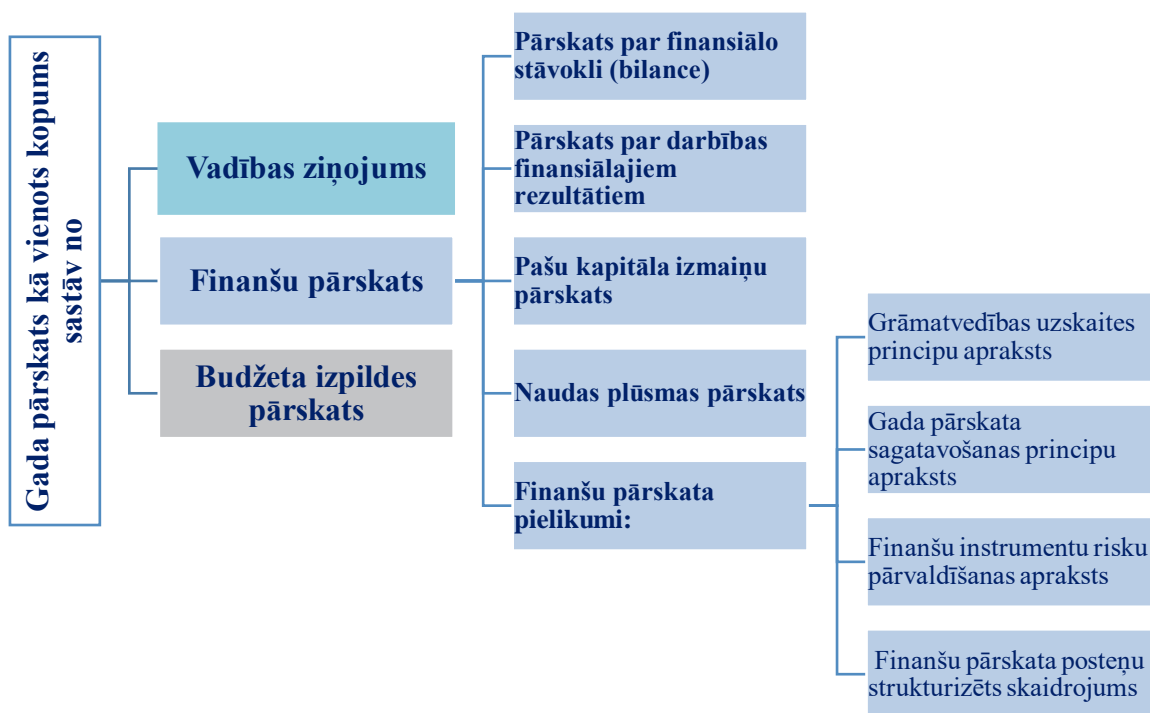 Gada pārskats kā vienots kopums
sastāv no
Vadības ziņojums
Finanšu pārskats
Budžeta izpildes
pārskats
Pārskats par finansiālo
stāvokli (bilance)
Pārskats par darbības
finansiālajiem
rezultātiem
Pašu kapitāla izmaiņu
pārskats
Naudas plūsmas pārskats
Finanšu pārskata
pielikumi:
Grāmatvedības uzskaites
principu apraksts
Gada pārskata
sagatavošanas principu
apraksts
Finanšu instrumentu risku
pārvaldīšanas apraksts
Finanšu pārskata posteņu
strukturizēts skaidrojums